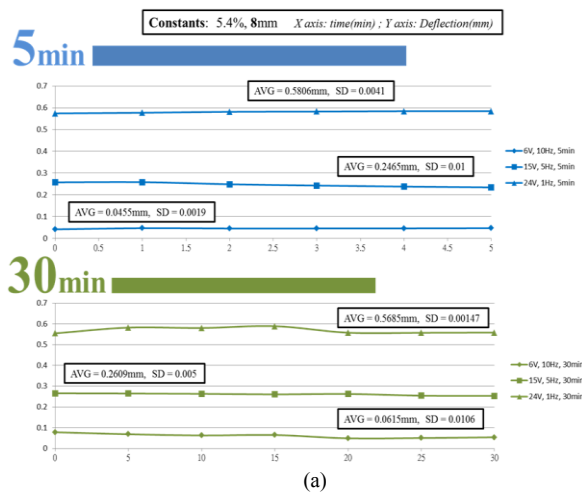 Constants: 5.4%, 8mm X axis: time(min) ; Y axis: Deflection(mm)
5min
0.7
AVG = 0.5806mm, SD = 0.0041
0.6
0.5
0.4
AVG = 0.2465mm, SD = 0.01
0.3
0.2
AVG = 0.0455mm, SD = 0.0019
0.1
0
0 0.5 1 1.5 2 2.5 3 3.5 4 4.5 5
6V, 10Hz, 5min
15V, 5Hz, 5min
24V, 1Hz, 5min
30min
0.7
AVG = 0.5685mm, SD = 0.00147
0.6
0.5
0.4
AVG = 0.2609mm, SD = 0.005
0.3
0.2
AVG = 0.0615mm, SD = 0.0106
0.1
0
0 5 10 15 20 25 30
6V, 10Hz, 30min
15V, 5Hz, 30min
24V, 1Hz, 30min
(a)